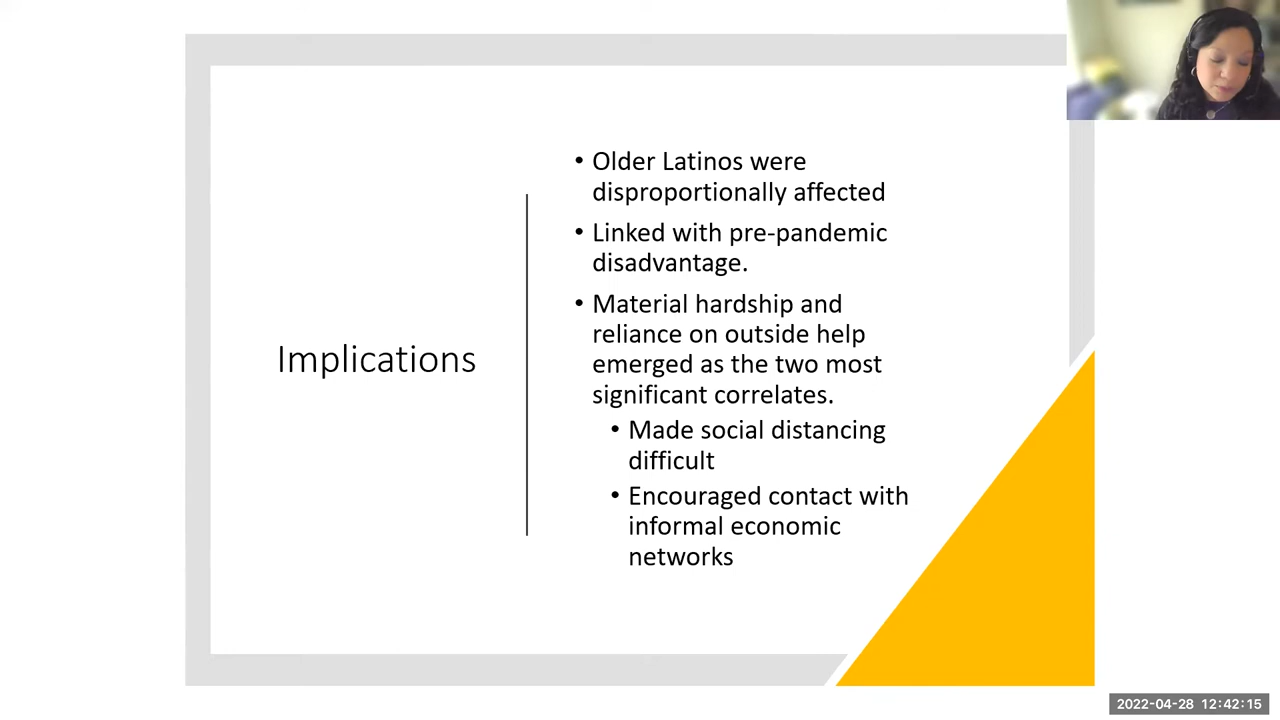 Implications
• Older Latinos were
disproportionally affected
• Linked with pre-pandemic
disadvantage.
• Material hardship and
reliance on outside help
emerged as the two most
significant correlates.
• Made social distancing
difficult
• Encouraged contact with
informal economic
networks
2022-04-28 12:42:15